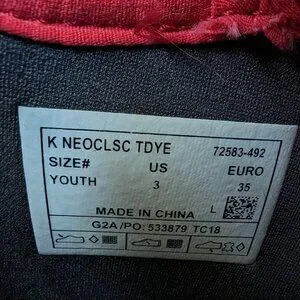 K NEOCLSC TDYE 72583-492
SIZE# US EURO
YOUTH 3 35
MADE IN CHINA L
G2A/PO: 533879 TC18